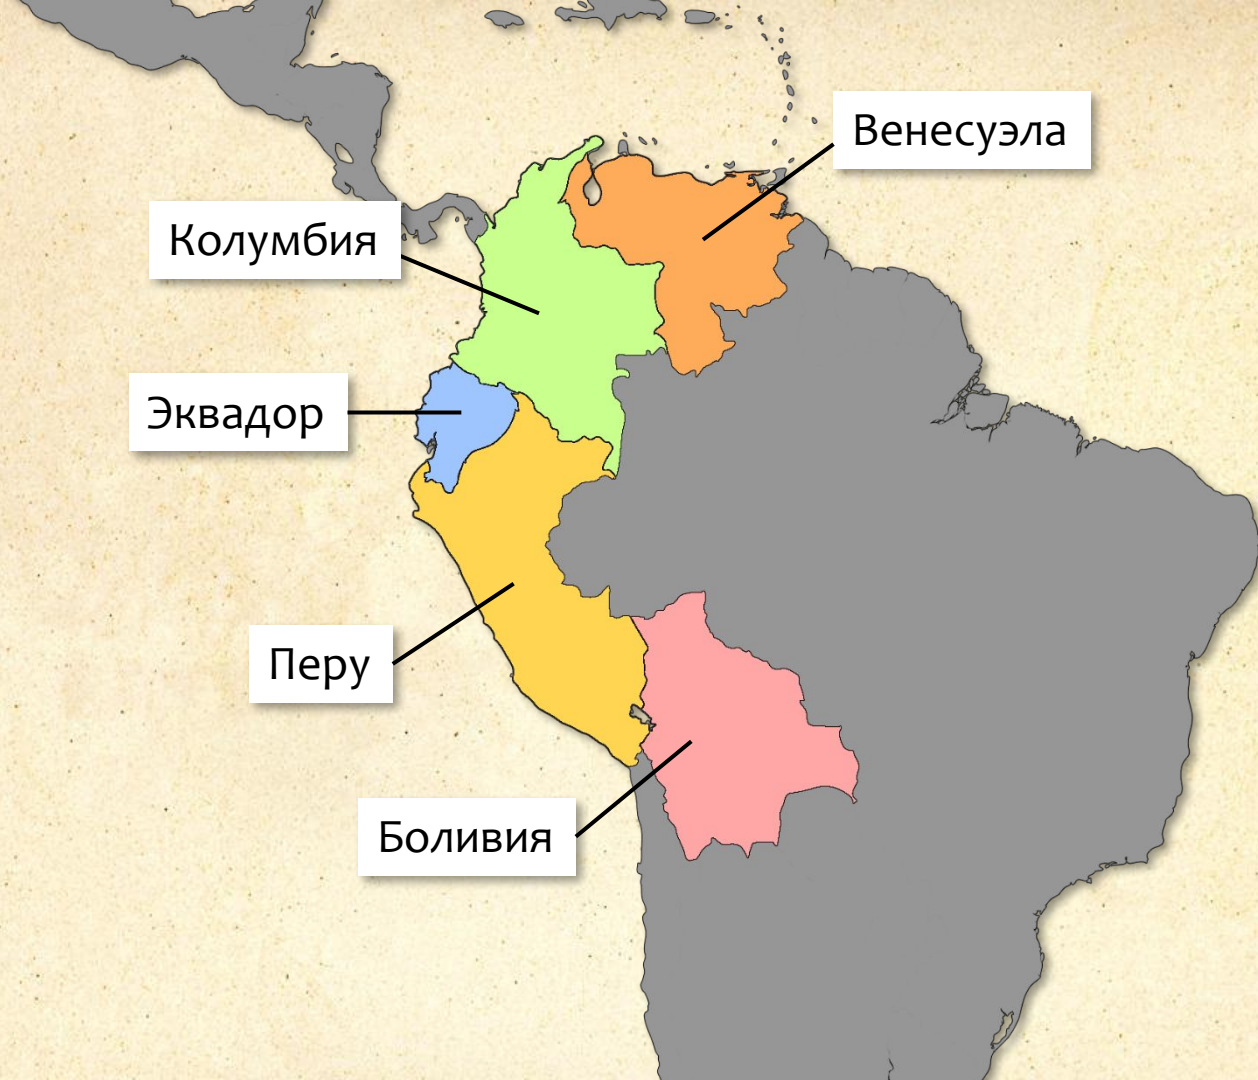 Венесуэла
Колумбия
Эквадор
Перу
Боливия